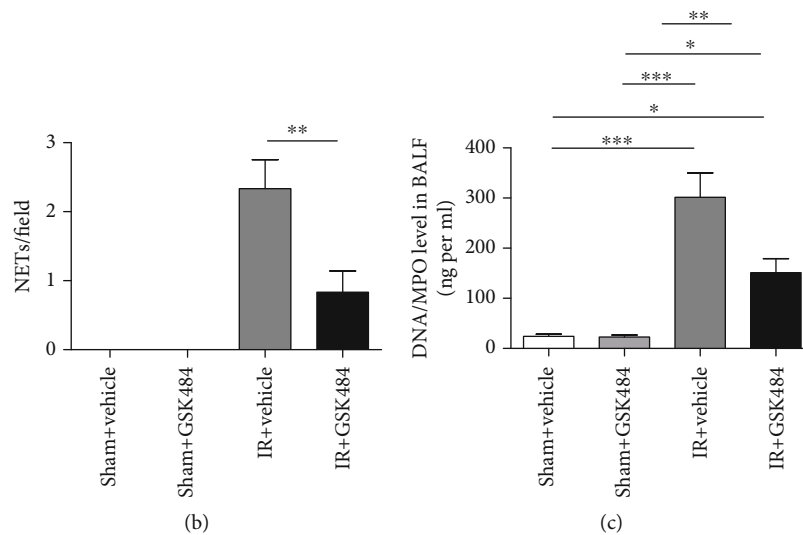 **
*
***
*
***
**
3
2
1
0
NETs/field
Sham+vehicle
Sham+GSK484
IR+vehicle
IR+GSK484
(b)
400
300
200
100
0
DNA/MPO level in BALF
(ng per ml)
Sham+vehicle
Sham+GSK484
IR+vehicle
IR+GSK484
(c)